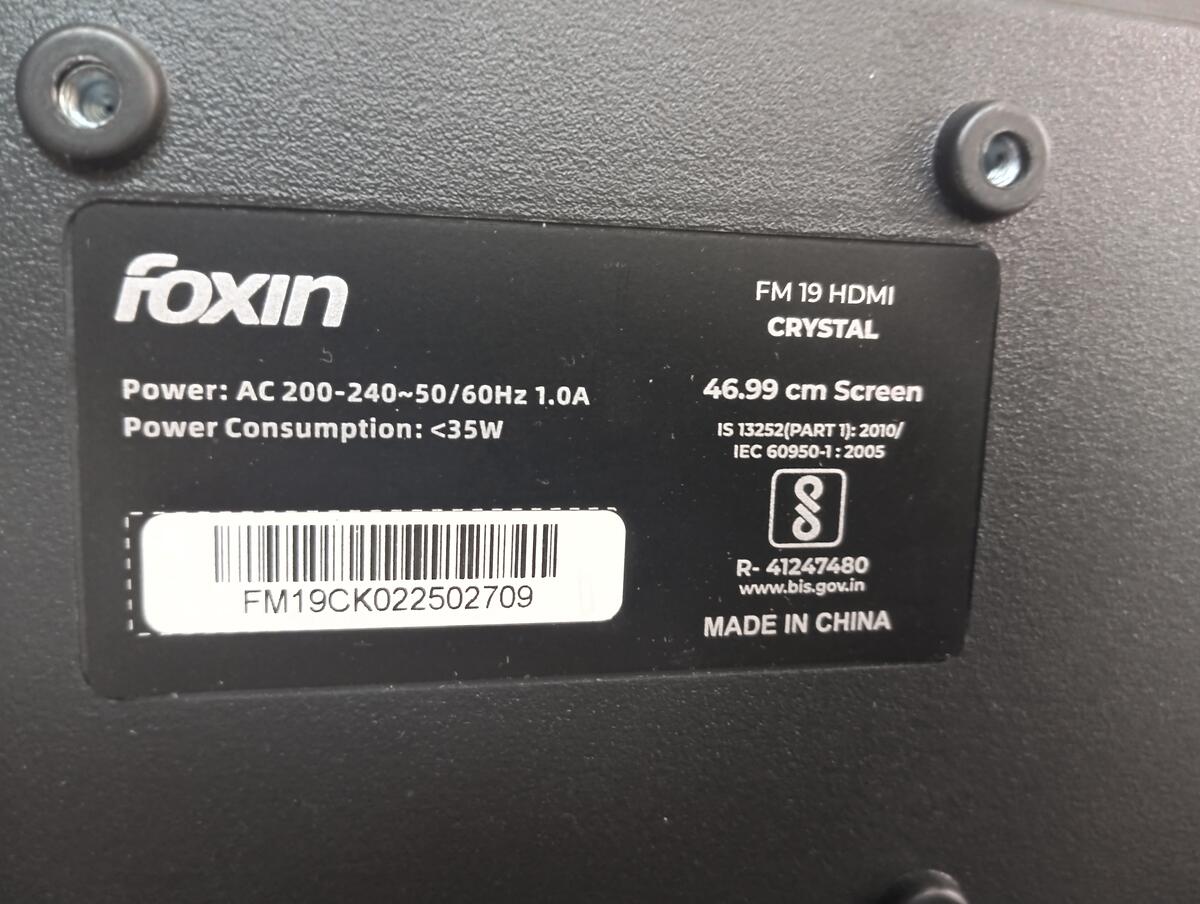 foxin
Power: AC 200-240~50/60Hz 1.0A
Power Consumption: <35W
FM19CK022502709
FM 19 HDMI
CRYSTAL
46.99 cm Screen
IS 13252(PART 1): 2010/
IEC 60950-1 : 2005
R- 41247480
www.bis.gov.in
MADE IN CHINA